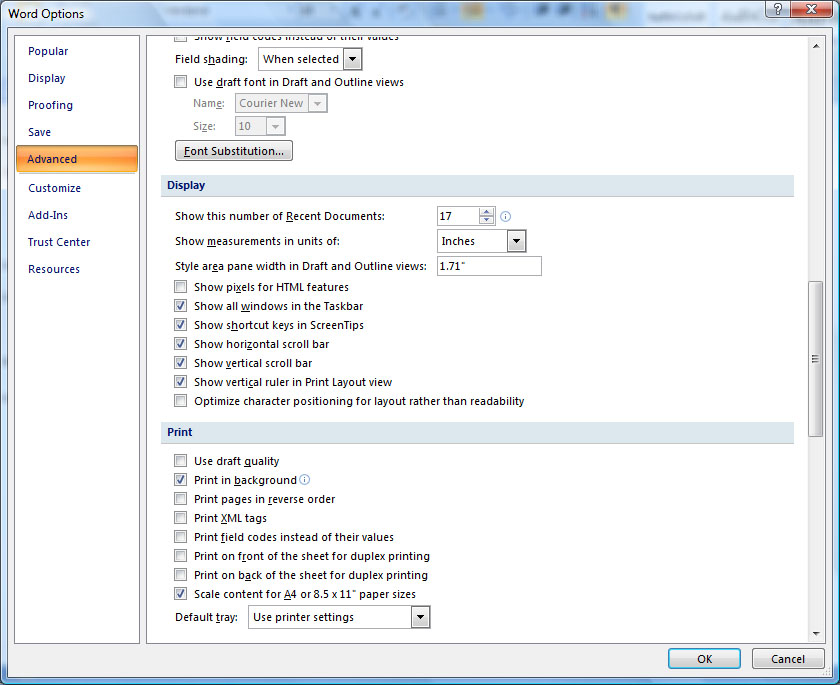 Word Options
Popular
Display
Proofing
Save
Advanced
Customize
Add-Ins
Trust Center
Resources
Show field codes instead of their values
Field shading: When selected
Use draft font in Draft and Outline views
Name: Courier New
Size: 10
Font Substitution...
Display
Show this number of Recent Documents: 17
Show measurements in units of: Inches
Style area pane width in Draft and Outline views: 1.71"
Show pixels for HTML features
Show all windows in the Taskbar
Show shortcut keys in ScreenTips
Show horizontal scroll bar
Show vertical scroll bar
Show vertical ruler in Print Layout view
Optimize character positioning for layout rather than readability
Print
Use draft quality
Print in background
Print pages in reverse order
Print XML tags
Print field codes instead of their values
Print on front of the sheet for duplex printing
Print on back of the sheet for duplex printing
Scale content for A4 or 8.5 x 11" paper sizes
Default tray: Use printer settings
OK Cancel